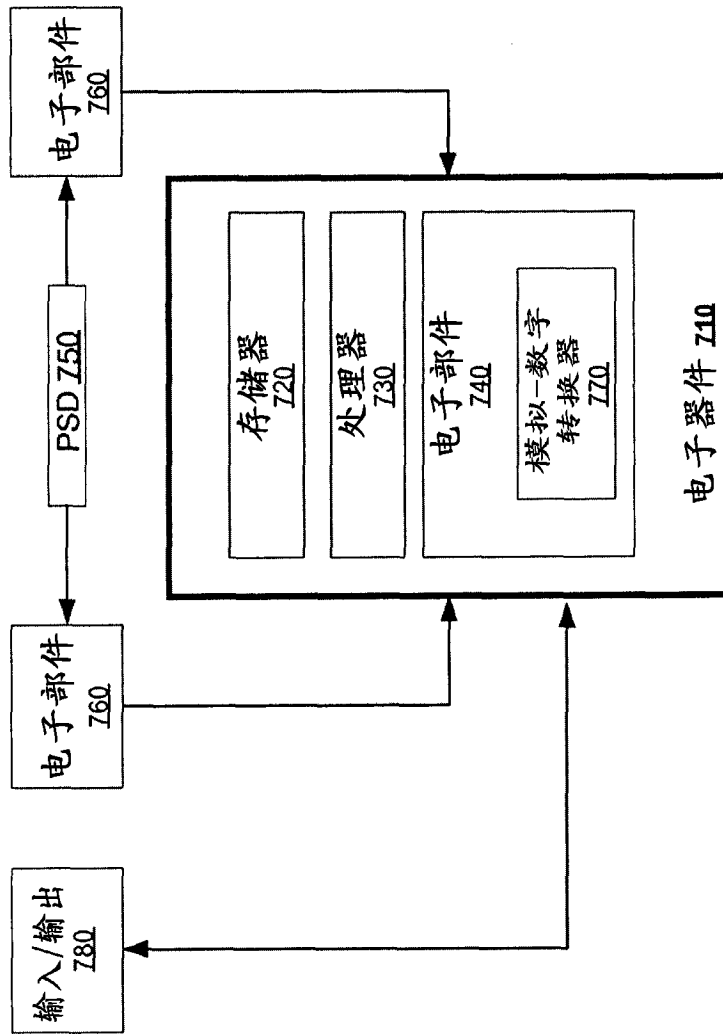 电子部件
760
PSD 750
电子部件
760
输入/输出
780
存储器
720
处理器
730
电子部件
740
模拟-数字
转换器
770
电子器件 710